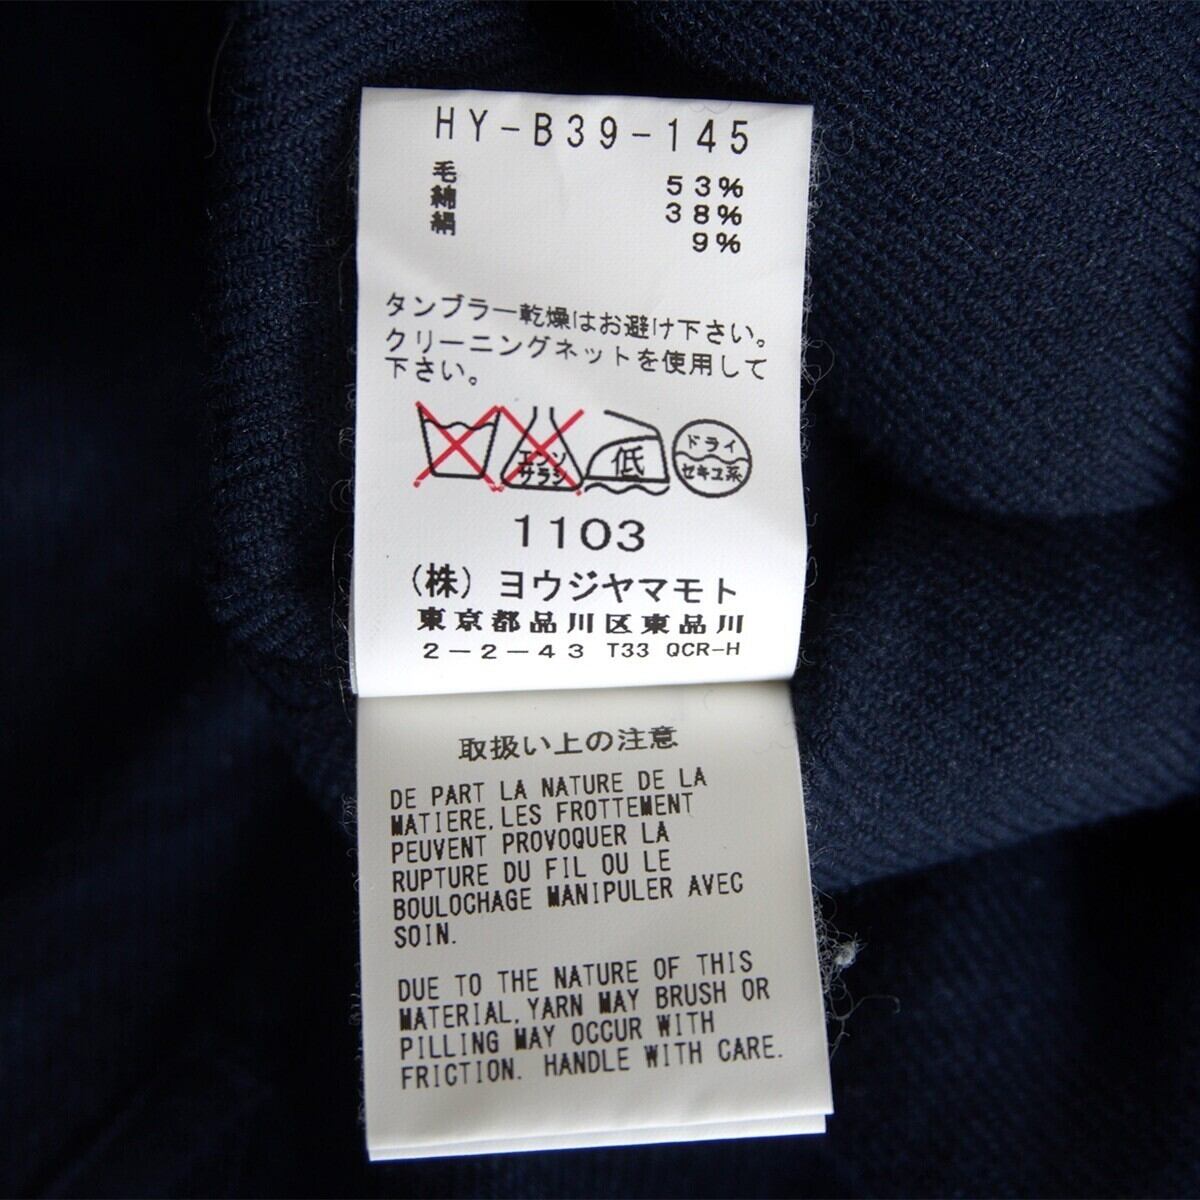 HY-B39-145
毛 53%
綿 38%
絹 9%
タンブラー乾燥はお避け下さい。
クリーニングネットを使用して
下さい。
エンソ
サラシ
低
ドライ
セキユ系
1103
(株) ヨウジヤマモト
東京都品川区東品川
2-2-43 T33 QCR-H
取扱い上の注意
DE PART LA NATURE DE LA
MATIERE,LES FROTTEMENT
PEUVENT PROVOQUER LA
RUPTURE DU FIL OU LE
BOULOCHAGE MANIPULER AVEC
SOIN.
DUE TO THE NATURE OF THIS
MATERIAL,YARN MAY BRUSH OR
PILLING MAY OCCUR WITH
FRICTION. HANDLE WITH CARE.